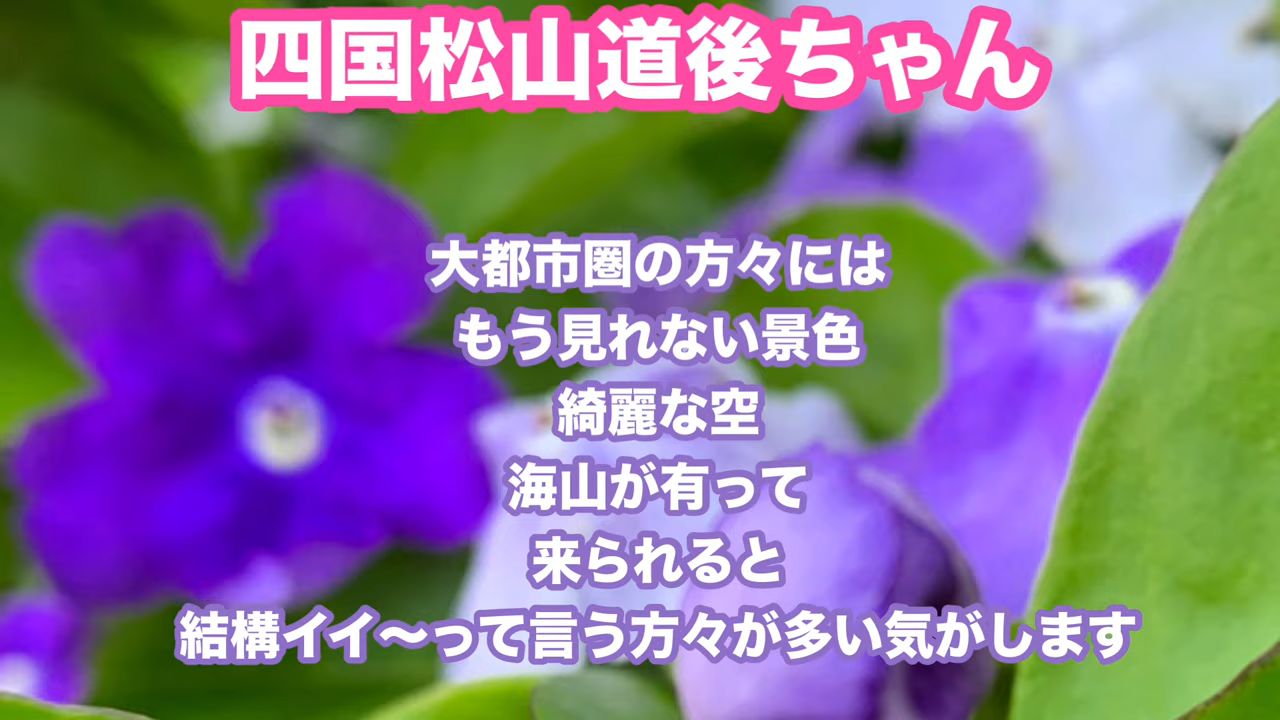 四国松山道後ちゃん
大都市圏の方々には
もう見れない景色
綺麗な空
海山が有って
来られると
結構イイ〜って言う方々が多い気がします